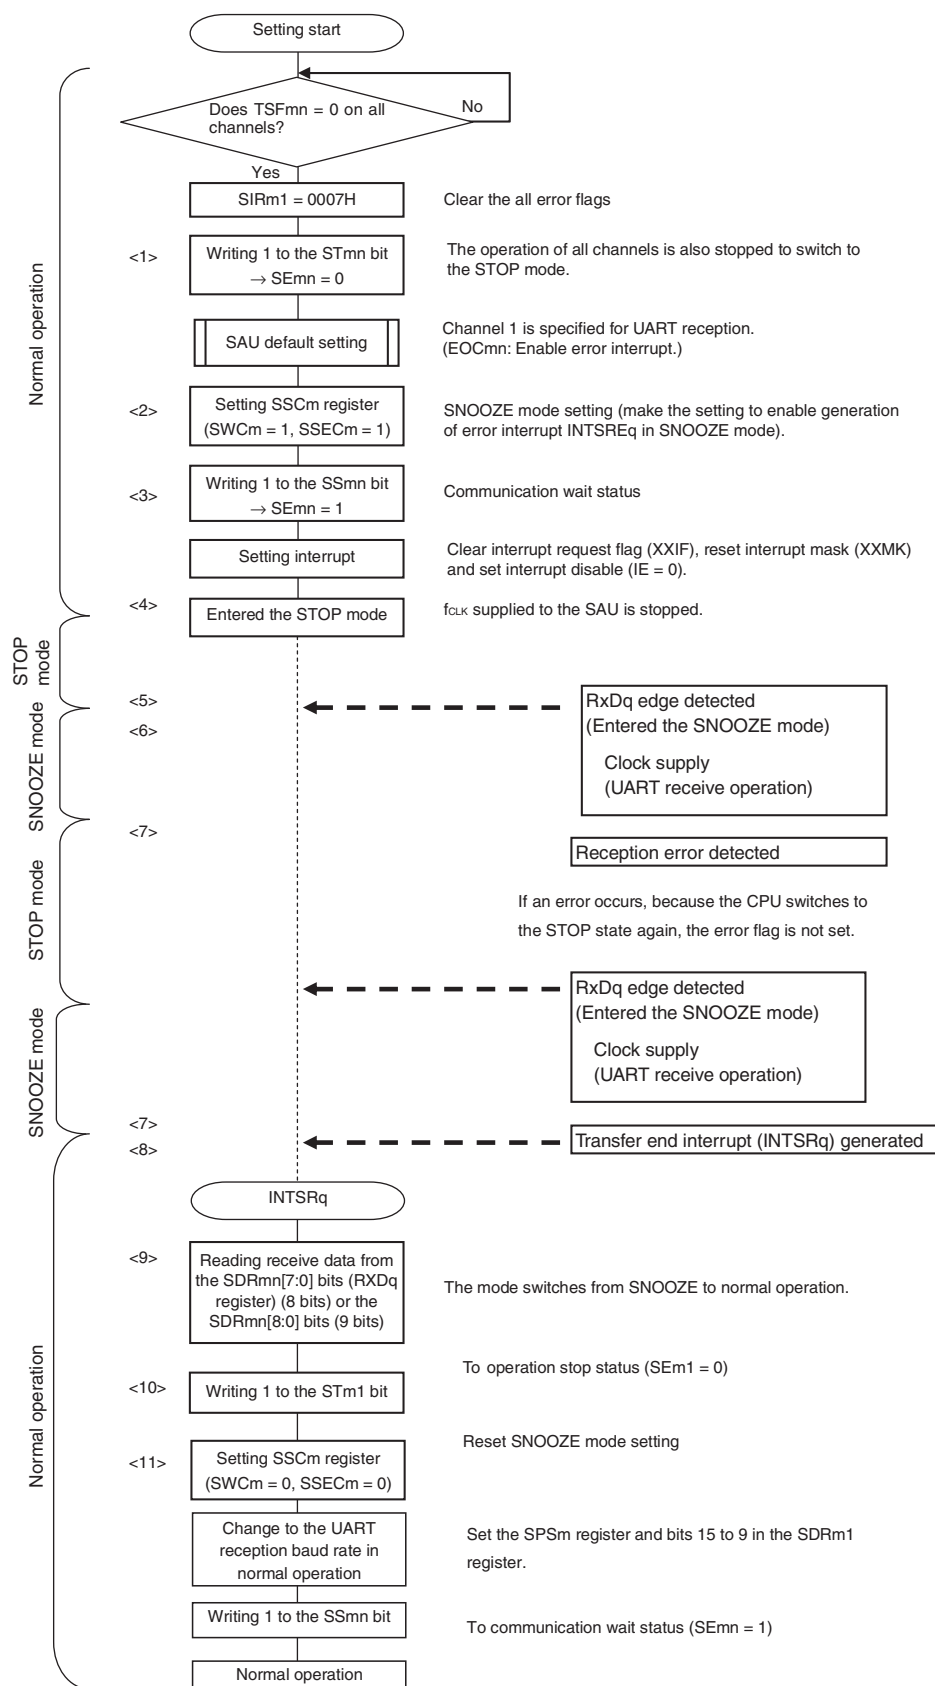 Setting start
Does TSFmn = 0 on all
channels?
No
Yes
SIRm1 = 0007H
Clear the all error flags
<1>
Writing 1 to the STmn bit
→ SEmn = 0
The operation of all channels is also stopped to switch to
the STOP mode.
Normal operation
SAU default setting
Channel 1 is specified for UART reception.
(EOCmn: Enable error interrupt.)
<2>
Setting SSCm register
(SWCm = 1, SSECm = 1)
SNOOZE mode setting (make the setting to enable generation
of error interrupt INTSREq in SNOOZE mode).
<3>
Writing 1 to the SSmn bit
→ SEmn = 1
Communication wait status
Setting interrupt
Clear interrupt request flag (XXIF), reset interrupt mask (XXMK)
and set interrupt disable (IE = 0).
<4>
Entered the STOP mode
fCLK supplied to the SAU is stopped.
STOP
mode
<5>
RxDq edge detected
(Entered the SNOOZE mode)
<6>
Clock supply
(UART receive operation)
SNOOZE mode
<7>
Reception error detected
STOP mode
If an error occurs, because the CPU switches to
the STOP state again, the error flag is not set.
RxDq edge detected
(Entered the SNOOZE mode)
Clock supply
(UART receive operation)
SNOOZE mode
<7>
<8>
Transfer end interrupt (INTSRq) generated
INTSRq
<9>
Reading receive data from
the SDRmn[7:0] bits (RXDq
register) (8 bits) or the
SDRmn[8:0] bits (9 bits)
The mode switches from SNOOZE to normal operation.
To operation stop status (SEm1 = 0)
<10>
Writing 1 to the STm1 bit
Normal operation
Reset SNOOZE mode setting
<11>
Setting SSCm register
(SWCm = 0, SSECm = 0)
Change to the UART
reception baud rate in
normal operation
Set the SPSm register and bits 15 to 9 in the SDRm1
register.
Writing 1 to the SSmn bit
To communication wait status (SEmn = 1)
Normal operation